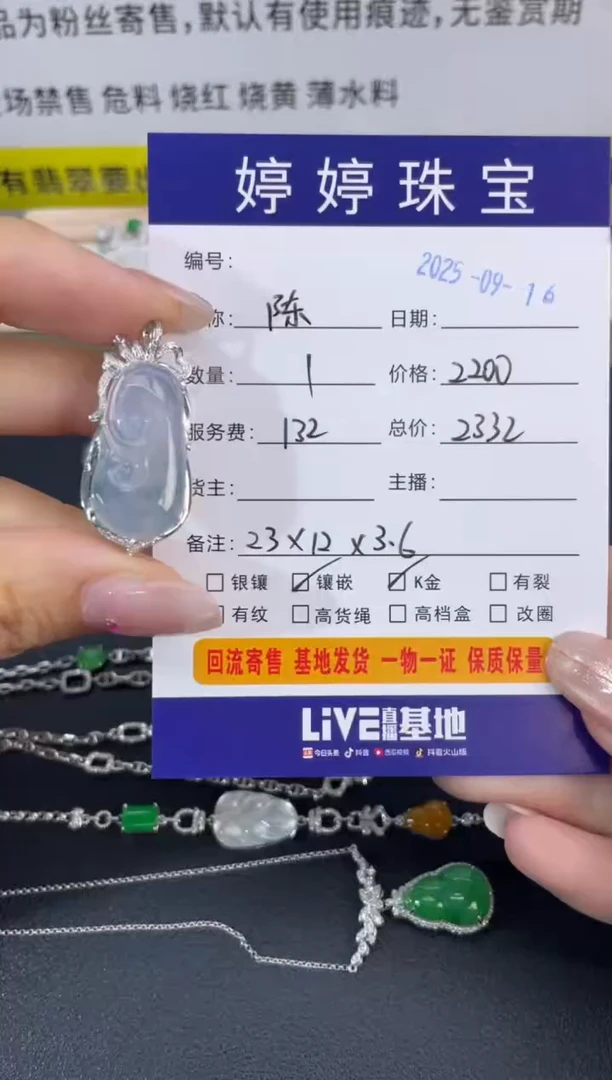 品为粉丝寄售，默认有使用痕迹，无鉴赏期
场禁售 危料 烧红 烧黄 薄水料
有翡翠要出
婷婷珠宝
编号：
2025-09-16
称：陈 日期：
数量：1 价格：2200
服务费：132 总价：2332
货主： 主播：
备注：23×12×3.6
银镶 镶嵌 K金 有裂
有纹 高货绳 高档盒 改圈
回流寄售 基地发货 一物一证 保质保量
LiVE直播基地
今日头条 抖音 西瓜视频 抖音火山版